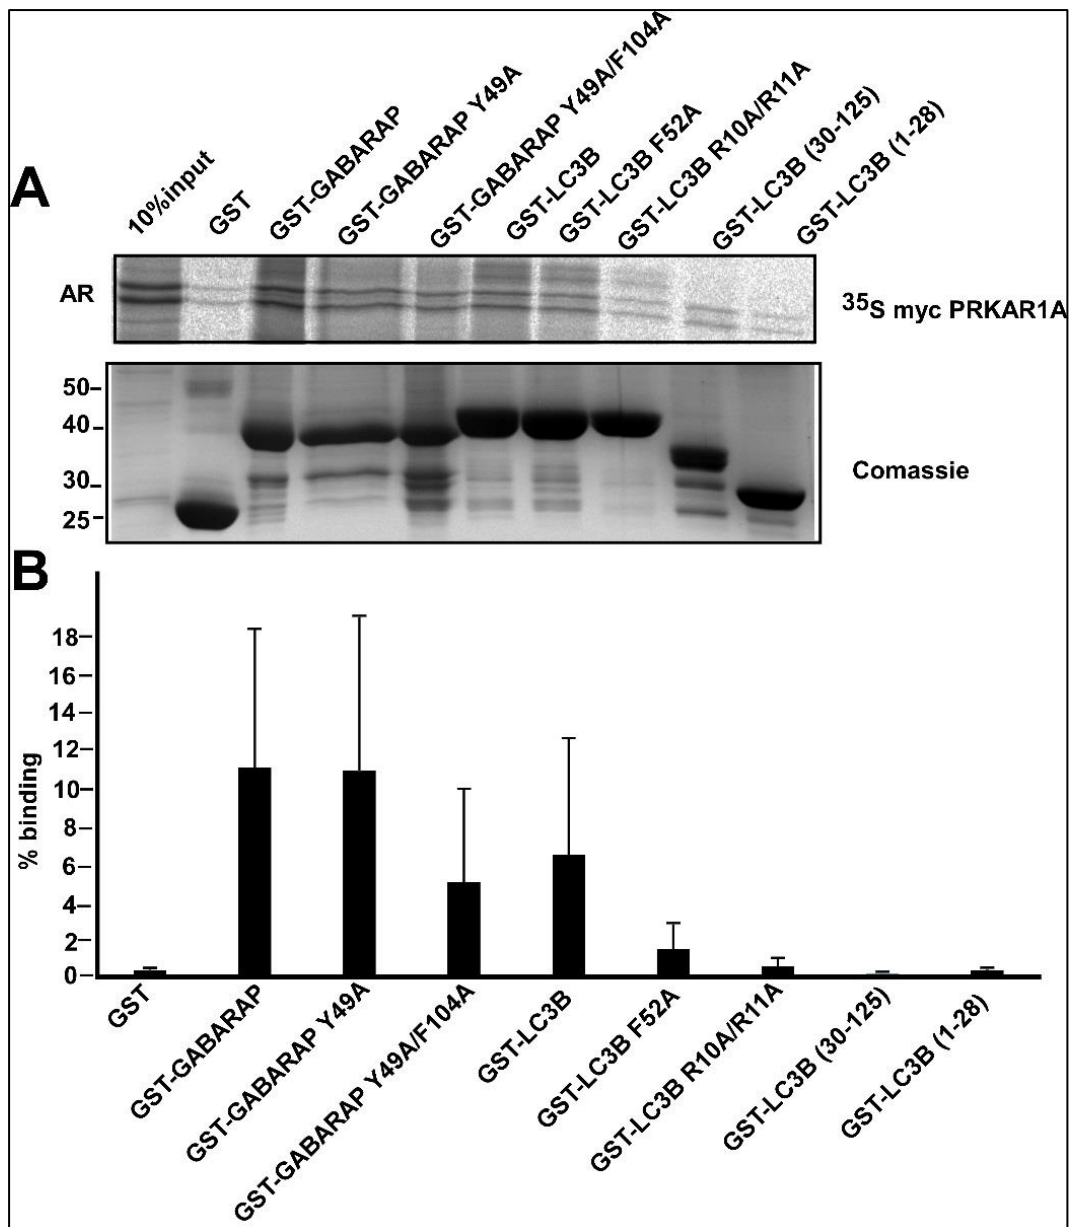 A
10%input
GST
GST-GABARAP
GST-GABARAP Y49A
GST-GABARAP Y49A/F104A
GST-LC3B
GST-LC3B F52A
GST-LC3B R10A/R11A
GST-LC3B (30-125)
GST-LC3B (1-28)
AR
35S myc PRKAR1A
50
40
30
25
Comassie
B
% binding
18
16
14
12
10
8
6
4
2
0
GST
GST-GABARAP
GST-GABARAP Y49A
GST-GABARAP Y49A/F104A
GST-LC3B
GST-LC3B F52A
GST-LC3B R10A/R11A
GST-LC3B (30-125)
GST-LC3B (1-28)